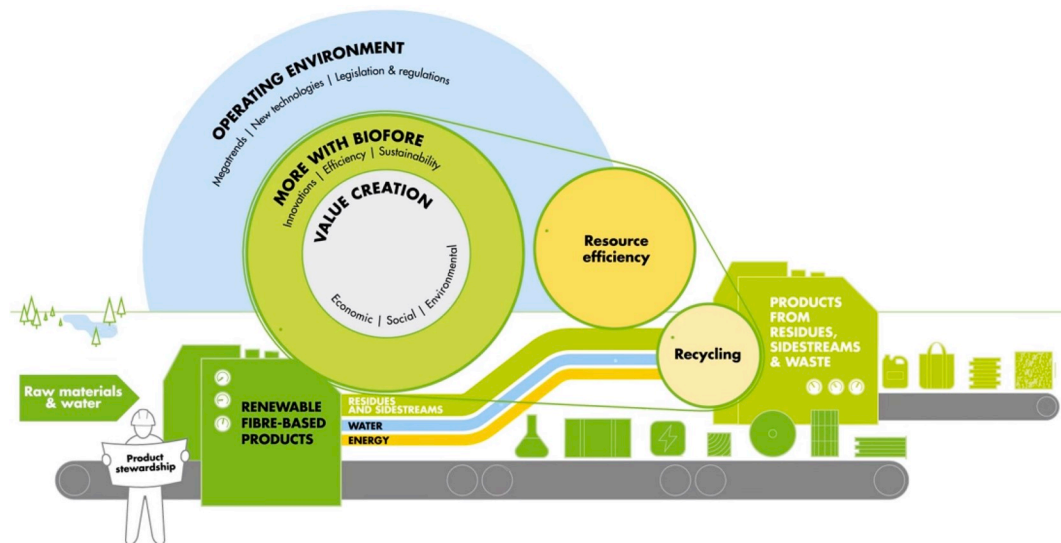 OPERATING ENVIRONMENT
Megatrends | New technologies | Legislation & regulations
MORE WITH BIOFORE
Innovations | Efficiency | Sustainability
VALUE CREATION
Economic | Social | Environmental
Resource
efficiency
Recycling
PRODUCTS
FROM
RESIDUES,
SIDESTREAMS
& WASTE
Raw materials
& water
Product
stewardship
RENEWABLE
FIBRE-BASED
PRODUCTS
RESIDUES
AND SIDESTREAMS
WATER
ENERGY